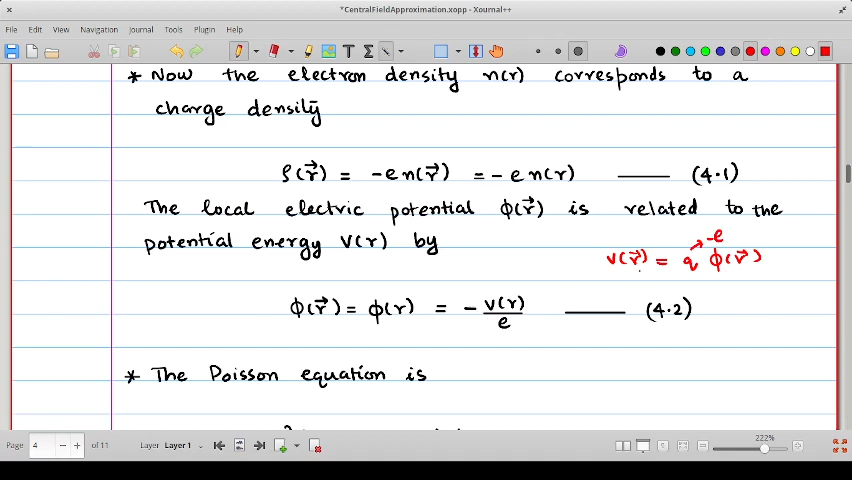 *CentralFieldApproximation.xopp - Xournal++
File Edit View Navigation Journal Tools Plugin Help
* Now the electron density n(r) corresponds to a
charge density
ρ(r⃗) = -en(r⃗) = -en(r) —— (4.1)
The local electric potential ϕ(r⃗) is related to the
potential energy V(r) by
V(r⃗) = q ϕ(r⃗)
→ -e
ϕ(r⃗) = ϕ(r) = - V(r)/e —— (4.2)
* The Poisson equation is
Page 4 of 11 Layer Layer 1 222%